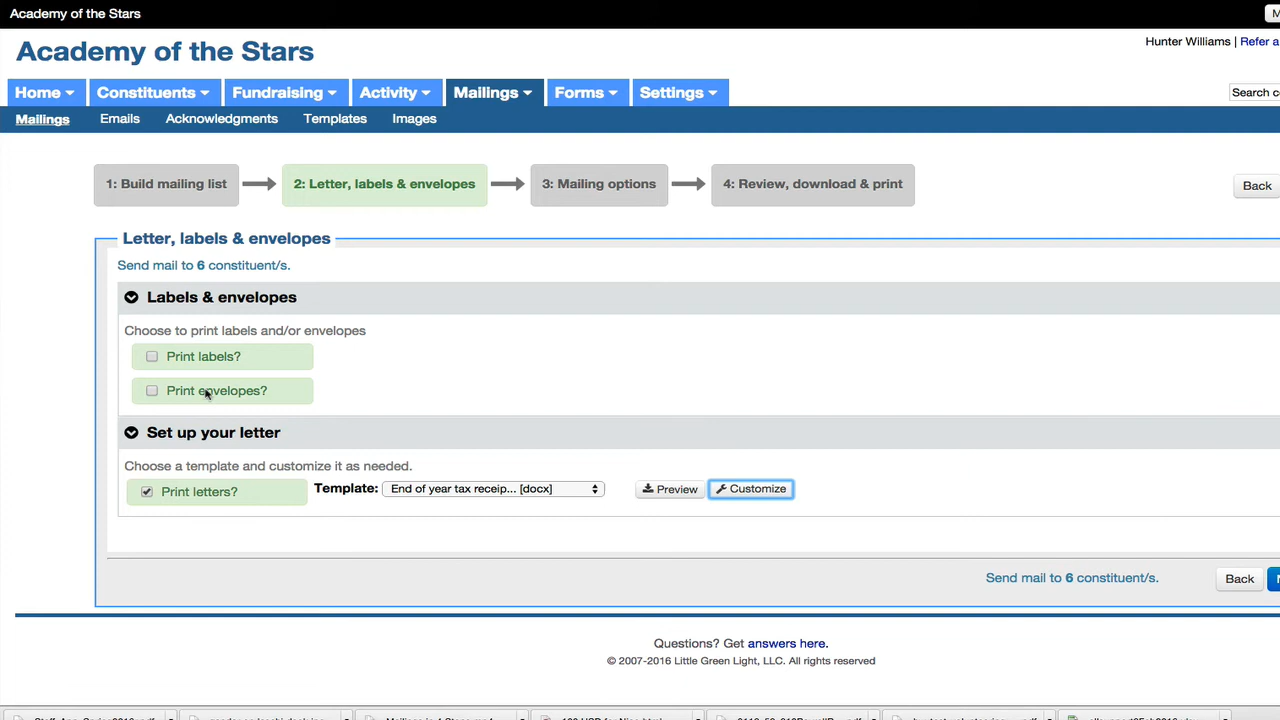 Academy of the Stars
Hunter Williams | Refer a
Academy of the Stars
Home Constituents Fundraising Activity Mailings Forms Settings
Search c
Mailings Emails Acknowledgments Templates Images
1: Build mailing list 2: Letter, labels & envelopes 3: Mailing options 4: Review, download & print
Back
Letter, labels & envelopes
Send mail to 6 constituent/s.
Labels & envelopes
Choose to print labels and/or envelopes
Print labels?
Print envelopes?
Set up your letter
Choose a template and customize it as needed.
Print letters? Template: End of year tax receip... [docx] Preview Customize
Send mail to 6 constituent/s. Back
Questions? Get answers here.
© 2007-2016 Little Green Light, LLC. All rights reserved